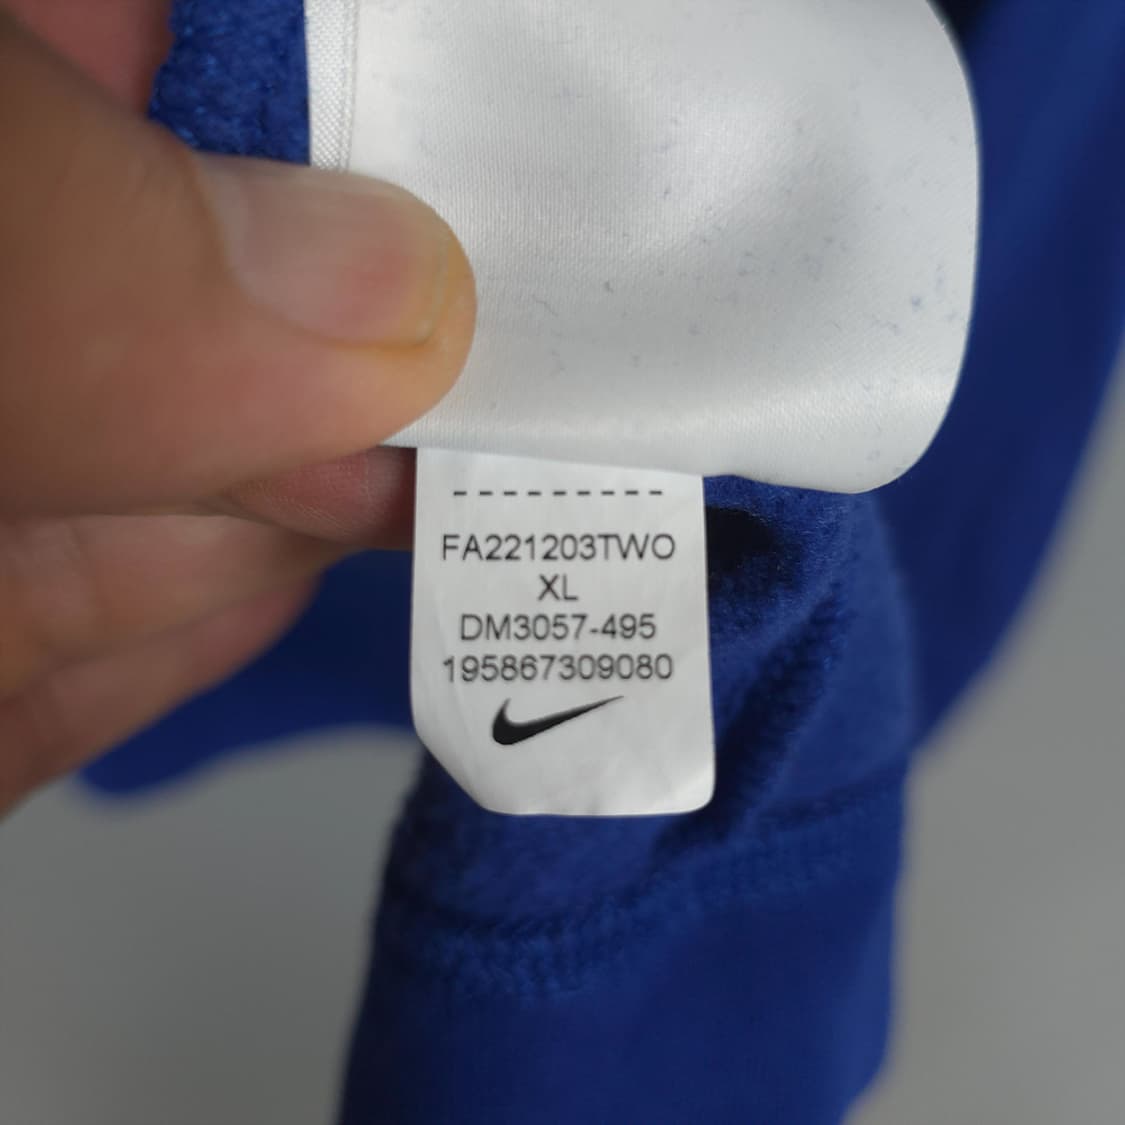 ---------
FA221203TWO
XL
DM3057-495
195867309080